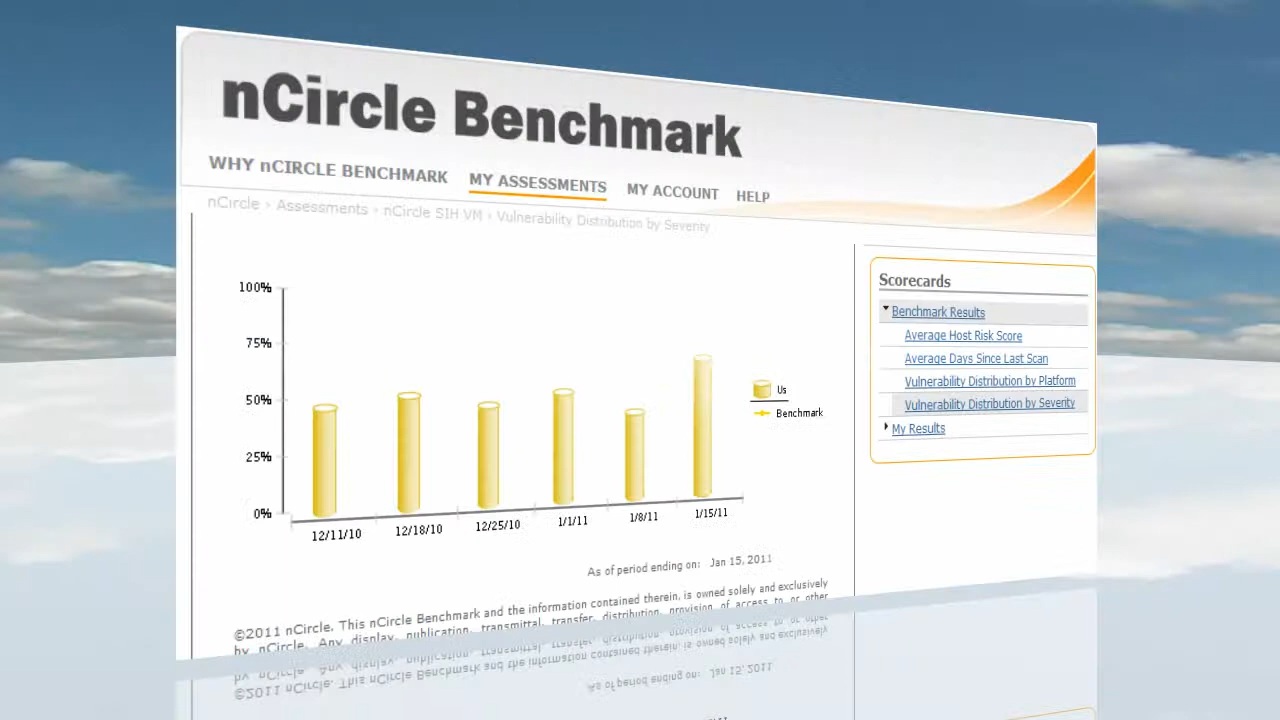 nCircle Benchmark
WHY nCIRCLE BENCHMARK MY ASSESSMENTS MY ACCOUNT HELP
nCircle › Assessments › nCircle SIH VM › Vulnerability Distribution by Severity
100%
75%
50%
25%
0%
12/11/10 12/18/10 12/25/10 1/1/11 1/8/11 1/15/11
Us
Benchmark
As of period ending on: Jan 15, 2011
©2011 nCircle. This nCircle Benchmark and the information contained therein, is owned solely and exclusively
by nCircle. Any display, publication, transmittal, transfer, distribution, provision of access to, or other
Scorecards
Benchmark Results
Average Host Risk Score
Average Days Since Last Scan
Vulnerability Distribution by Platform
Vulnerability Distribution by Severity
My Results